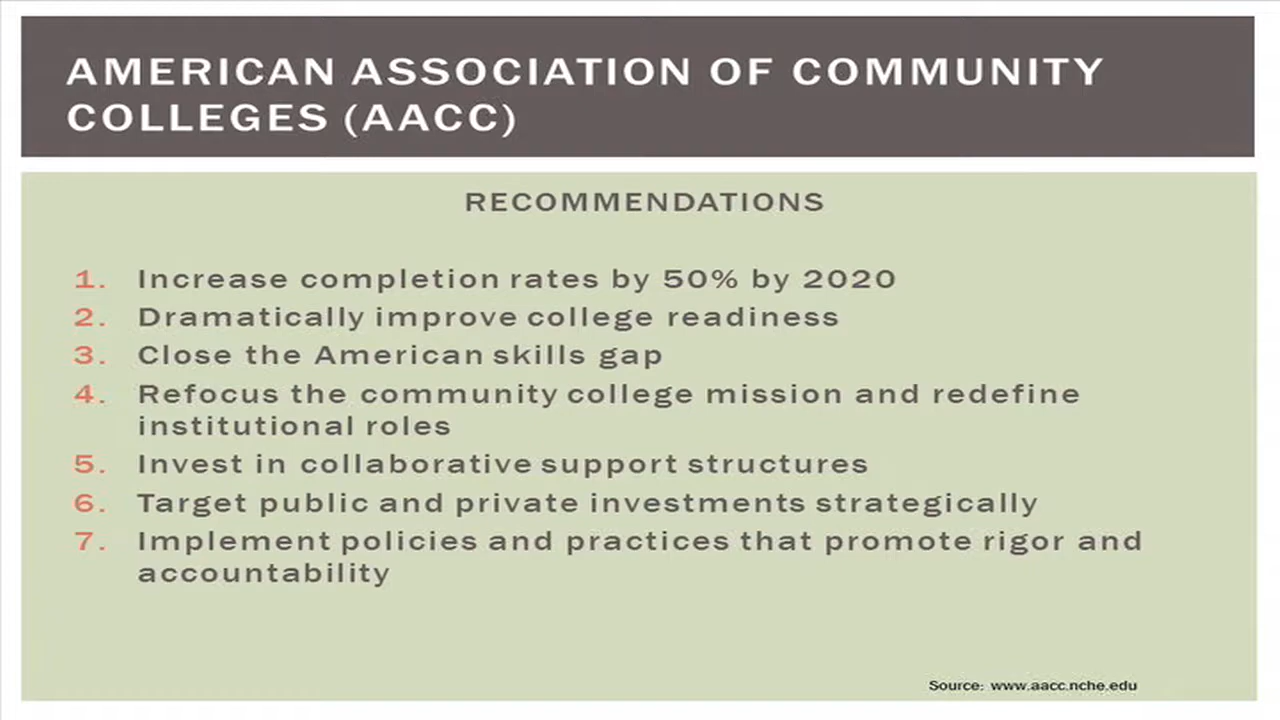 AMERICAN ASSOCIATION OF COMMUNITY
COLLEGES (AACC)
RECOMMENDATIONS
1. Increase completion rates by 50% by 2020
2. Dramatically improve college readiness
3. Close the American skills gap
4. Refocus the community college mission and redefine
institutional roles
5. Invest in collaborative support structures
6. Target public and private investments strategically
7. Implement policies and practices that promote rigor and
accountability
Source: www.aacc.nche.edu